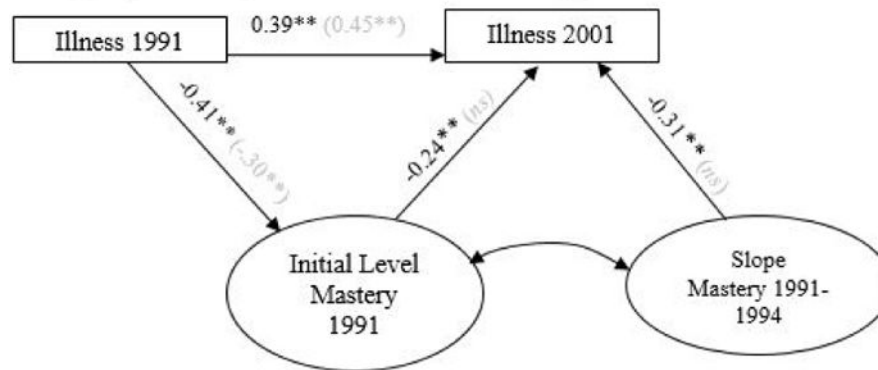 0.39** (0.45**)
Illness 1991
Illness 2001
-0.41** (-.30**)
-0.24** (ns)
-0.31** (ns)
Initial Level
Mastery
1991
Slope
Mastery 1991-
1994